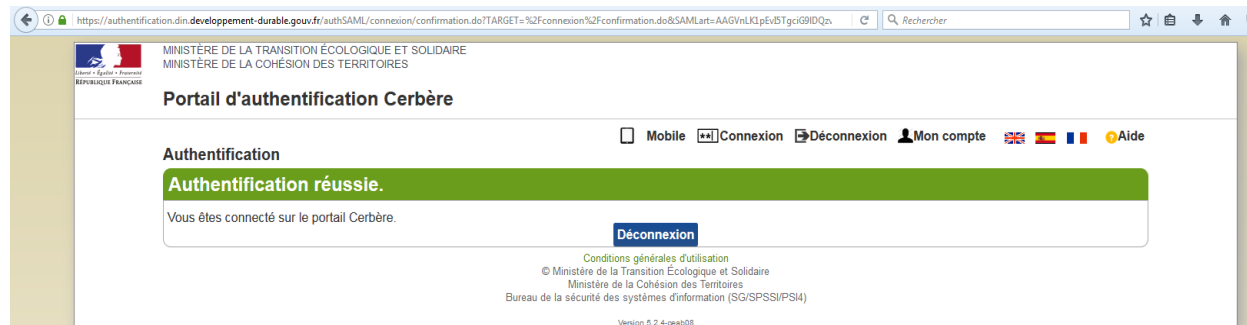 https://authentification.din.developpement-durable.gouv.fr/authSAML/connexion/confirmation.do?TARGET=%2Fconnexion%2Fconfirmation.do&SAMLart=
Rechercher
Liberté • Égalité • Fraternité
RÉPUBLIQUE FRANÇAISE
MINISTÈRE DE LA TRANSITION ÉCOLOGIQUE ET SOLIDAIRE
MINISTÈRE DE LA COHÉSION DES TERRITOIRES
Portail d'authentification Cerbère
Mobile Connexion Déconnexion Mon compte Aide
Authentification
Authentification réussie.
Vous êtes connecté sur le portail Cerbère.
Déconnexion
Conditions générales d'utilisation
© Ministère de la Transition Écologique et Solidaire
Ministère de la Cohésion des Territoires
Bureau de la sécurité des systèmes d'information (SG/SPSSI/PSI4)
Version 5.2.4-ceab08